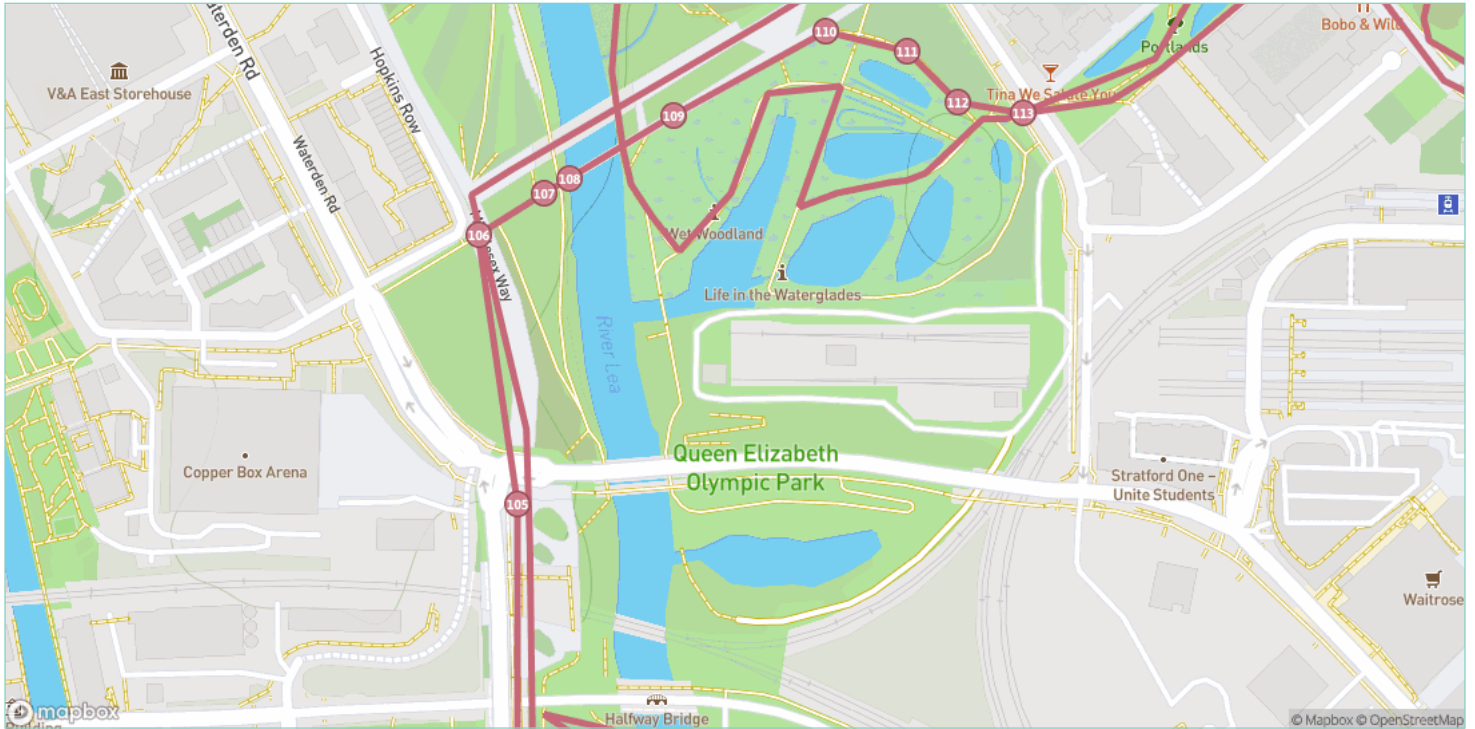 Waterden Rd
Hopkins Row
V&A East Storehouse
Waterden Rd
110
111
112
113
109
108
107
106
105
Portlands
Bobo & Wild
Tina We Salute You
Wet Woodland
Life in the Waterglades
River Lea
Queen Elizabeth
Olympic Park
Copper Box Arena
Stratford One –
Unite Students
Waitrose
Halfway Bridge
mapbox
© Mapbox © OpenStreetMap